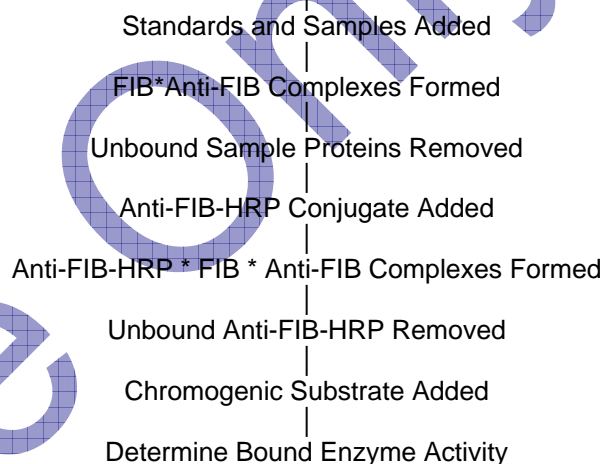 Standards and Samples Added
FIB*Anti-FIB Complexes Formed
Unbound Sample Proteins Removed
Anti-FIB-HRP Conjugate Added
Anti-FIB-HRP * FIB * Anti-FIB Complexes Formed
Unbound Anti-FIB-HRP Removed
Chromogenic Substrate Added
Determine Bound Enzyme Activity